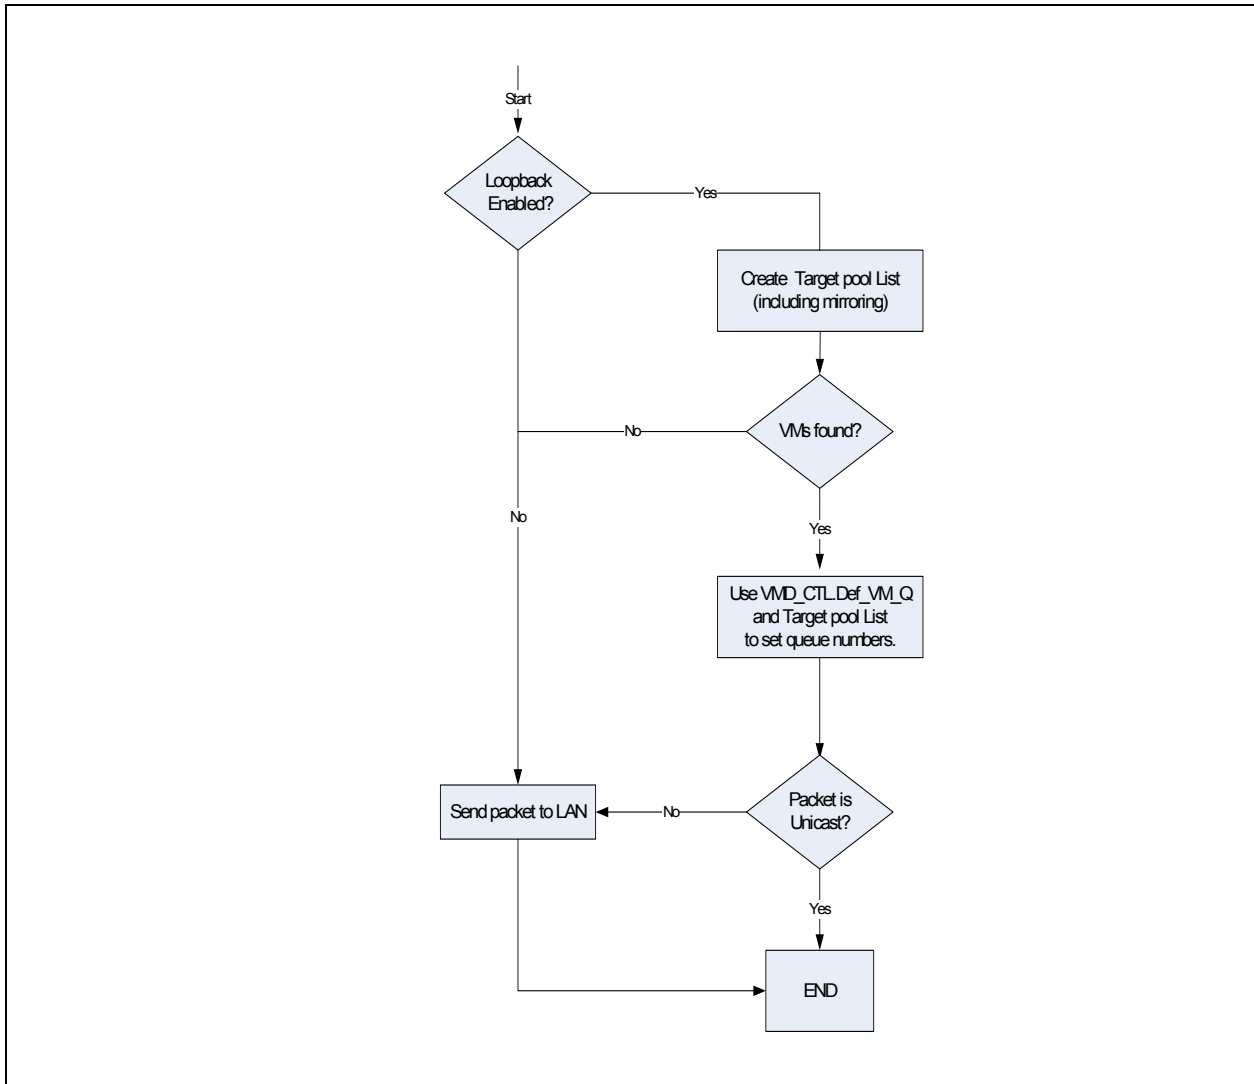 Start
Loopback
Enabled?
Yes
Create Target pool List
(including mirroring)
VMs found?
No
No
Yes
Use VMD_CTL.Def_VM_Q
and Target pool List
to set queue numbers.
Packet is
Unicast?
No
Send packet to LAN
Yes
END